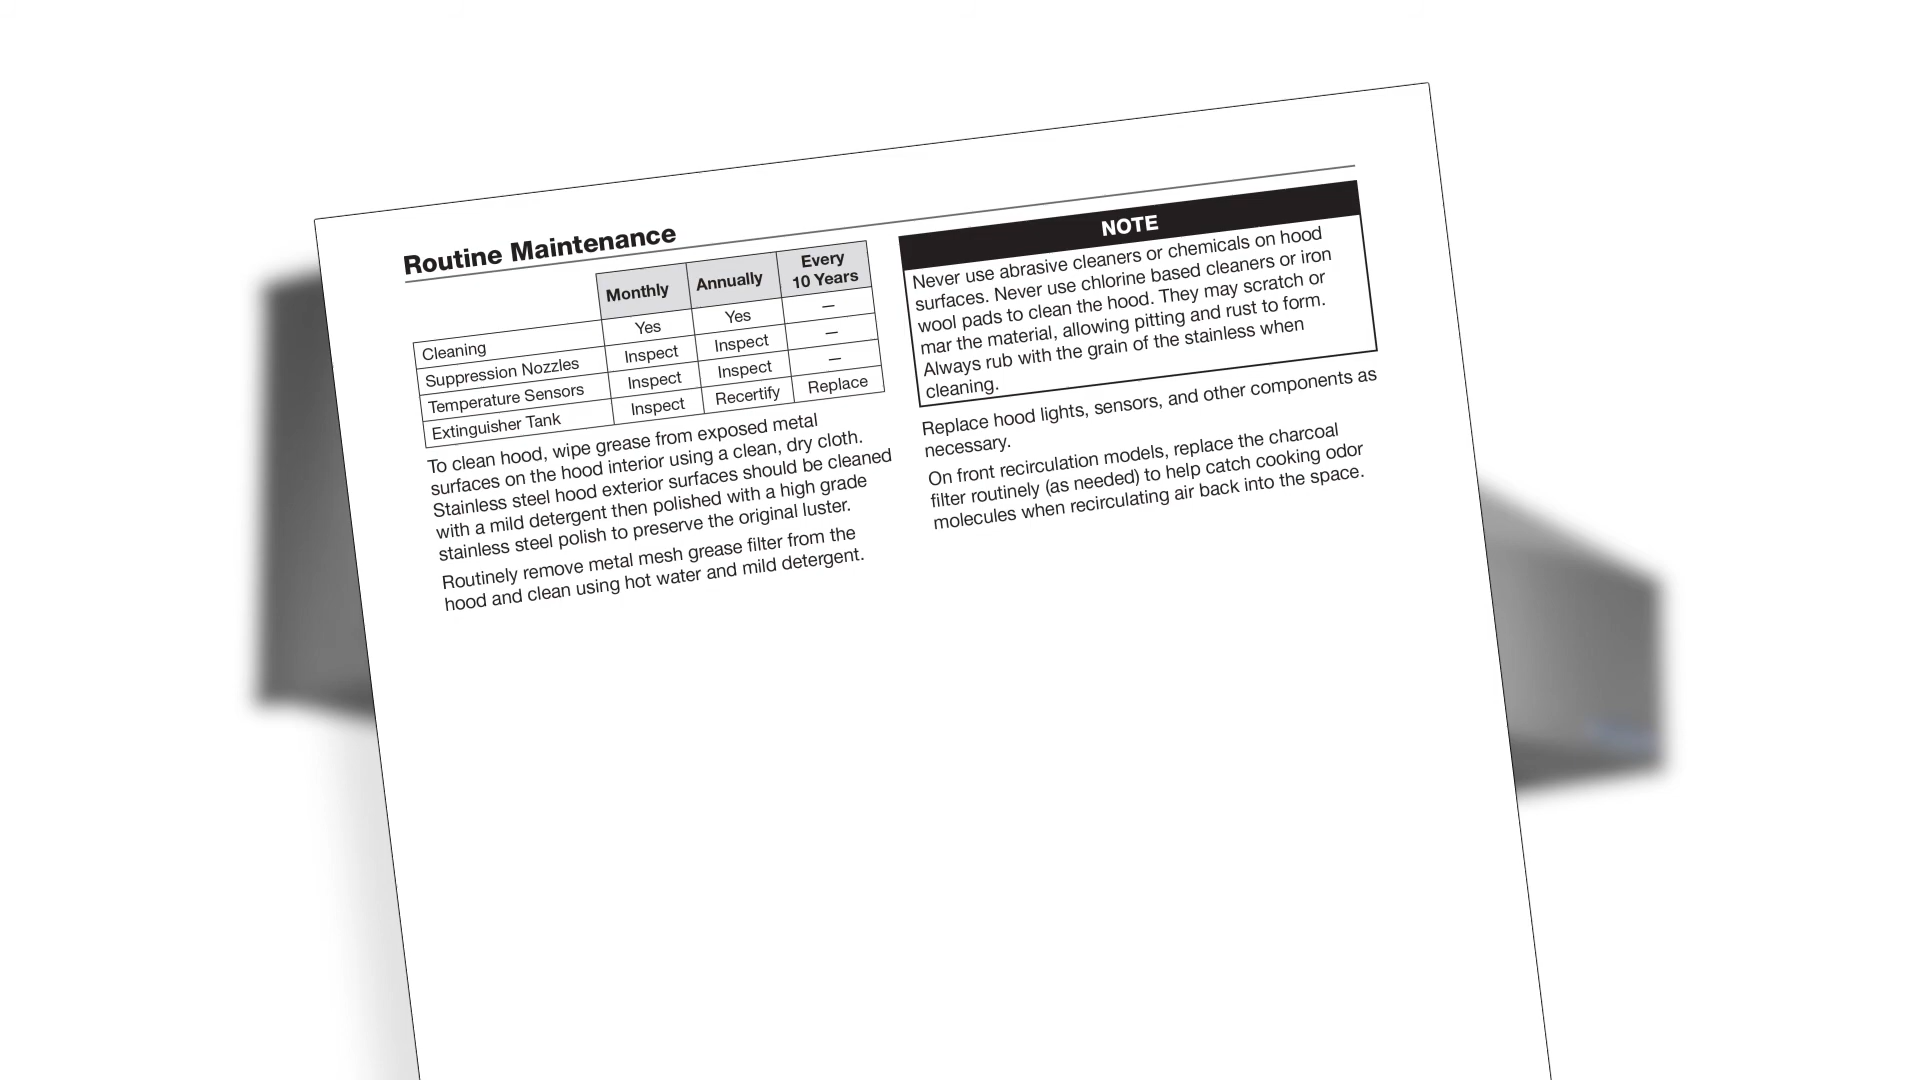 Routine Maintenance
Monthly Annually Every 10 Years
Cleaning Yes Yes —
Suppression Nozzles Inspect Inspect —
Temperature Sensors Inspect Inspect —
Extinguisher Tank Inspect Recertify Replace
To clean hood, wipe grease from exposed metal
surfaces on the hood interior using a clean, dry cloth.
Stainless steel hood exterior surfaces should be cleaned
with a mild detergent then polished with a high grade
stainless steel polish to preserve the original luster.
Routinely remove metal mesh grease filter from the
hood and clean using hot water and mild detergent.
NOTE
Never use abrasive cleaners or chemicals on hood
surfaces. Never use chlorine based cleaners or iron
wool pads to clean the hood. They may scratch or
mar the material, allowing pitting and rust to form.
Always rub with the grain of the stainless when
cleaning.
Replace hood lights, sensors, and other components as
necessary.
On front recirculation models, replace the charcoal
filter routinely (as needed) to help catch cooking odor
molecules when recirculating air back into the space.